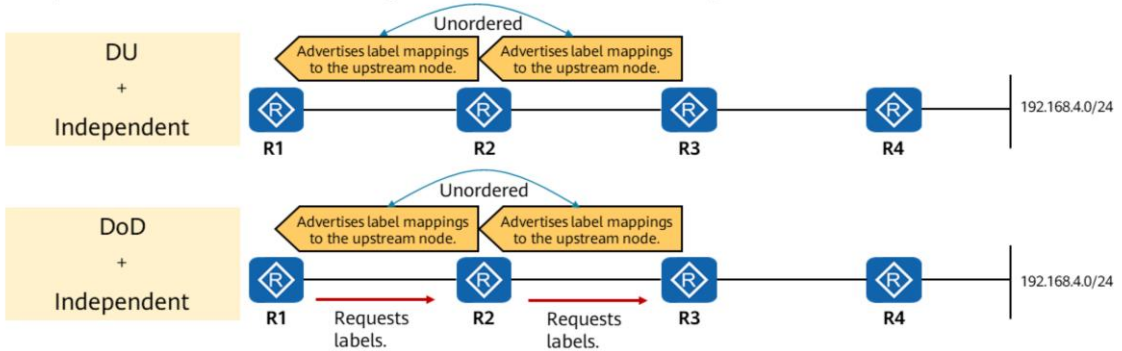 Unordered
DU
+
Independent
Advertises label mappings
to the upstream node.
Advertises label mappings
to the upstream node.
R
R
R
R
192.168.4.0/24
R1
R2
R3
R4
Unordered
DoD
+
Independent
Advertises label mappings
to the upstream node.
Advertises label mappings
to the upstream node.
R
R
R
R
192.168.4.0/24
R1
Requests
labels.
R2
Requests
labels.
R3
R4